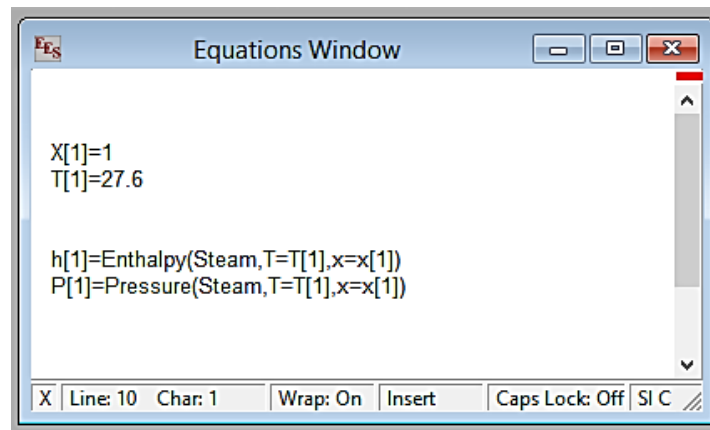 EES
Equations Window
X[1]=1
T[1]=27.6
h[1]=Enthalpy(Steam,T=T[1],x=x[1])
P[1]=Pressure(Steam,T=T[1],x=x[1])
X Line: 10 Char: 1 Wrap: On Insert Caps Lock: Off SI C